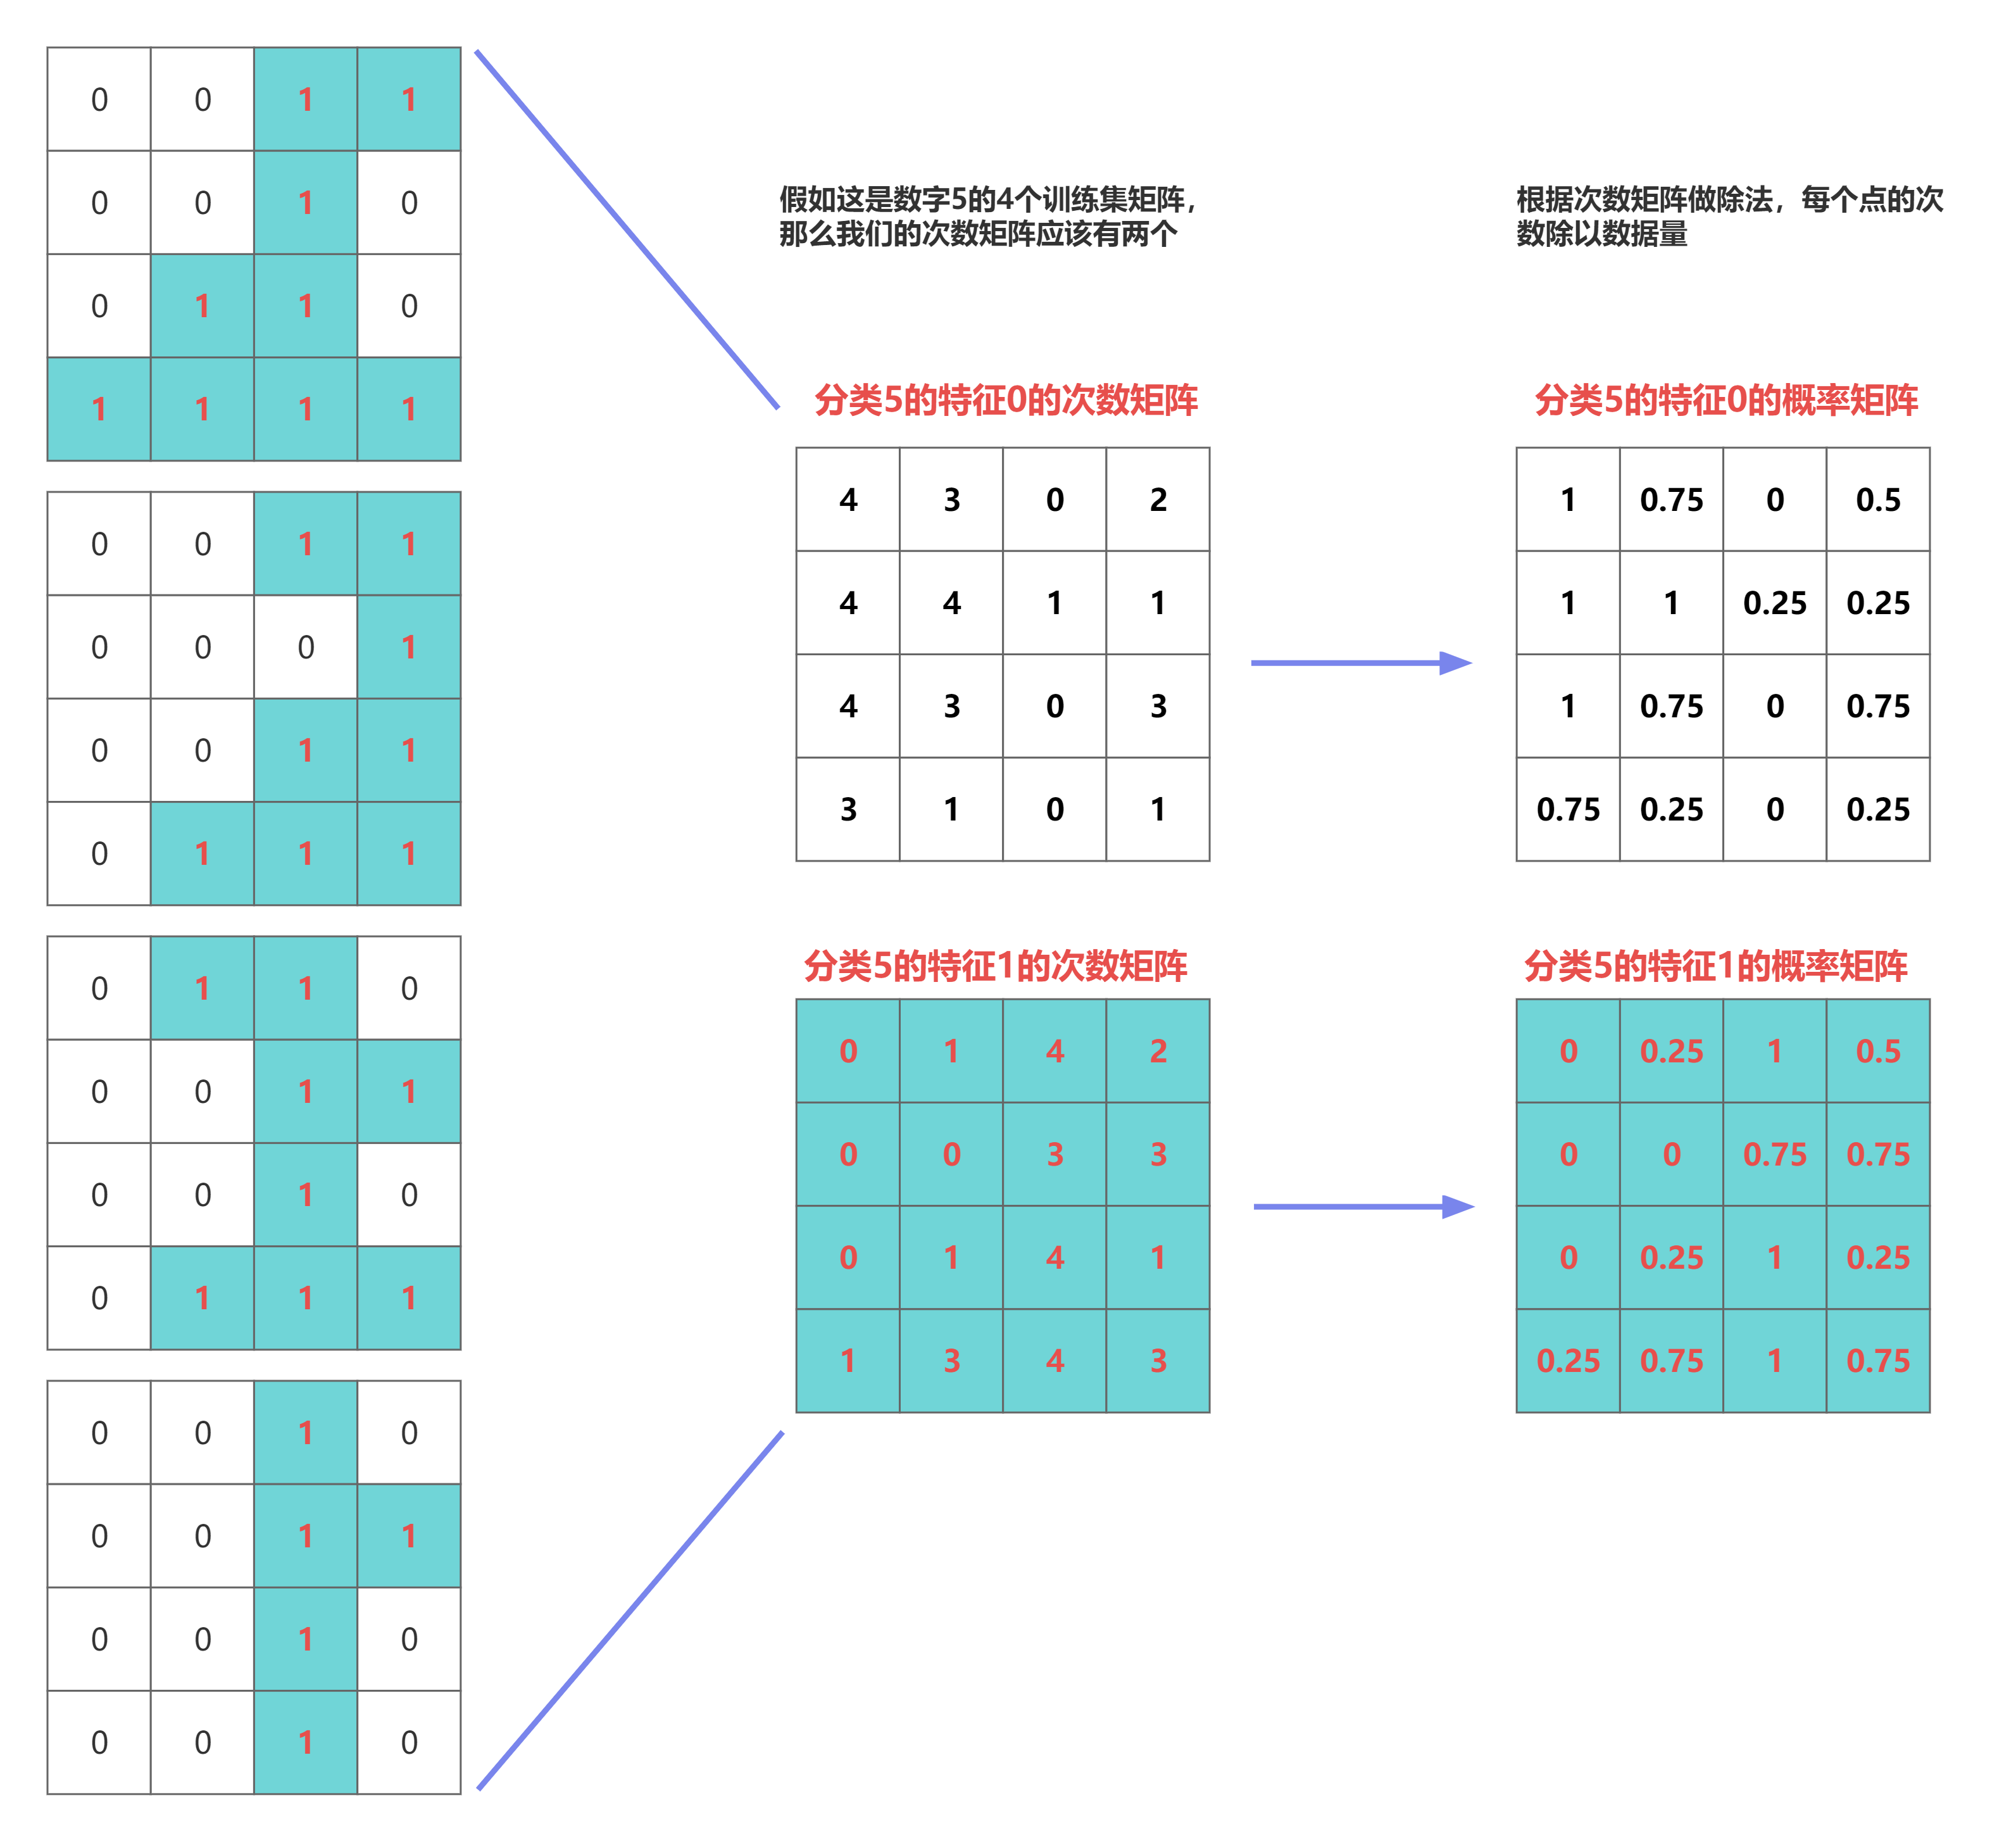 0 0 1 1
0 0 1 0
0 1 1 0
1 1 1 1
0 0 1 1
0 0 0 1
0 0 1 1
0 1 1 1
0 1 1 0
0 0 1 1
0 0 1 0
0 1 1 1
0 0 1 0
0 0 1 1
0 0 1 0
0 0 1 0
假如这是数字5的4个训练集矩阵，
那么我们的次数矩阵应该有两个
分类5的特征0的次数矩阵
4 3 0 2
4 4 1 1
4 3 0 3
3 1 0 1
分类5的特征1的次数矩阵
0 1 4 2
0 0 3 3
0 1 4 1
1 3 4 3
根据次数矩阵做除法，每个点的次
数除以数据量
分类5的特征0的概率矩阵
1 0.75 0 0.5
1 1 0.25 0.25
1 0.75 0 0.75
0.75 0.25 0 0.25
分类5的特征1的概率矩阵
0 0.25 1 0.5
0 0 0.75 0.75
0 0.25 1 0.25
0.25 0.75 1 0.75